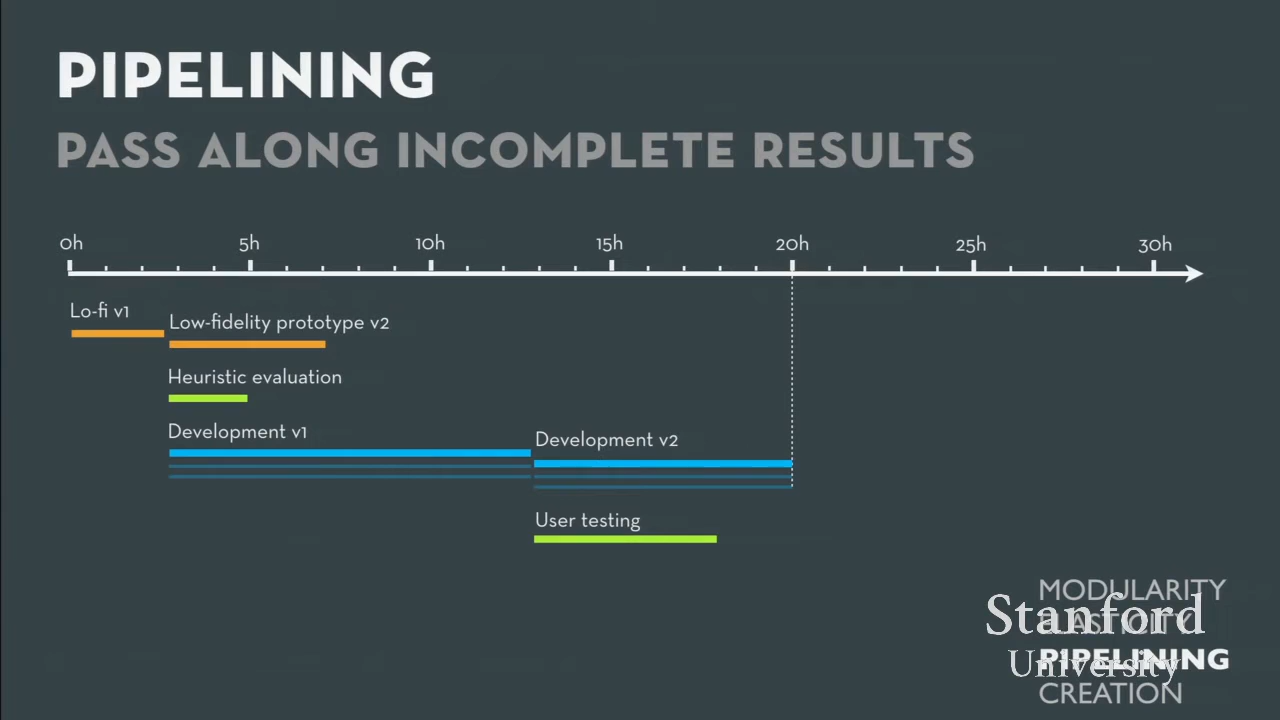 PIPELINING
PASS ALONG INCOMPLETE RESULTS
0h 5h 10h 15h 20h 25h 30h
Lo-fi v1
Low-fidelity prototype v2
Heuristic evaluation
Development v1
Development v2
User testing
MODULARITY
Stanford
ELASTICITY
PIPELINING
University
CREATION